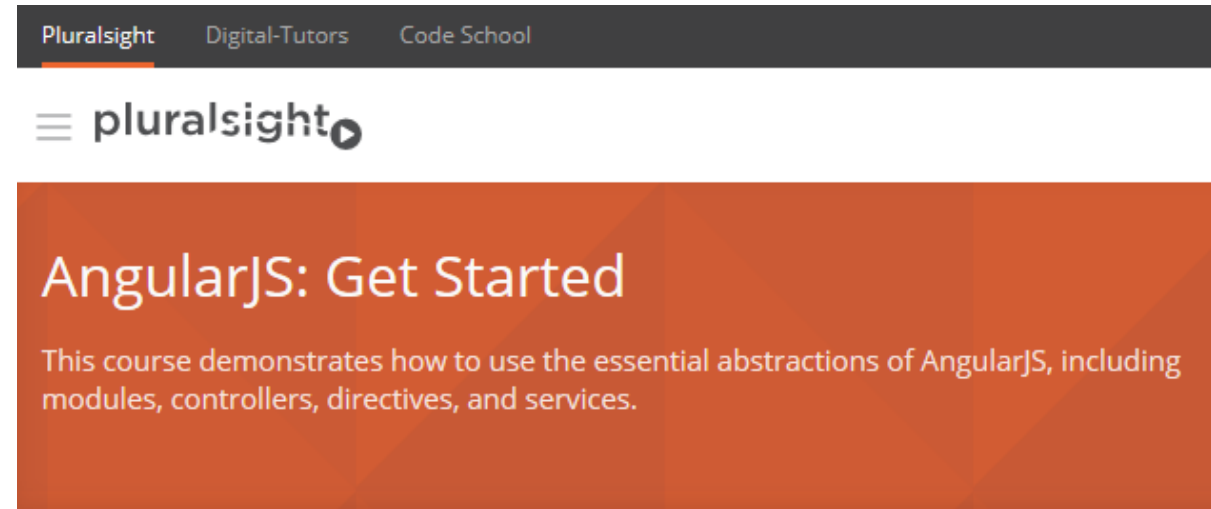 Pluralsight Digital-Tutors Code School
pluralsight
AngularJS: Get Started
This course demonstrates how to use the essential abstractions of AngularJS, including
modules, controllers, directives, and services.